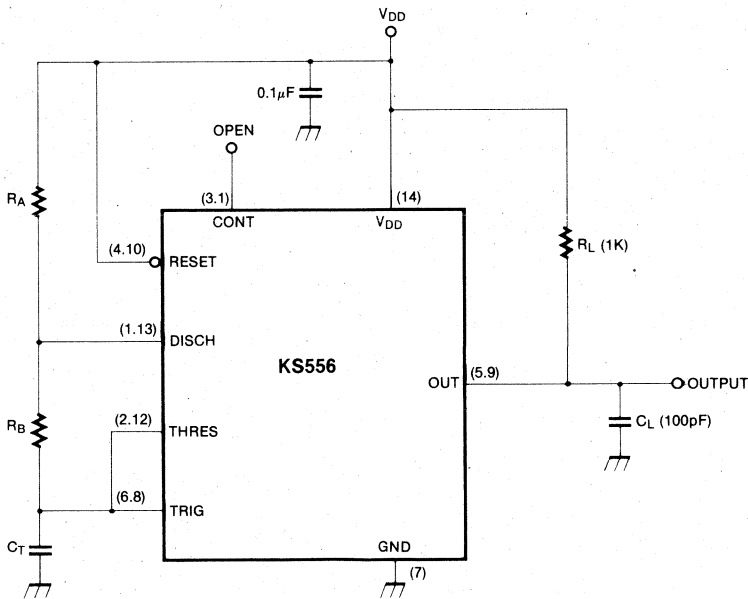 VDD
0.1μF
OPEN
(3.1)
(14)
CONT
VDD
RA
(4.10)
RESET
RL (1K)
(1.13)
DISCH
KS556
(5.9)
OUT
OUTPUT
RB
(2.12)
THRES
CL (100pF)
(6.8)
TRIG
CT
GND
(7)